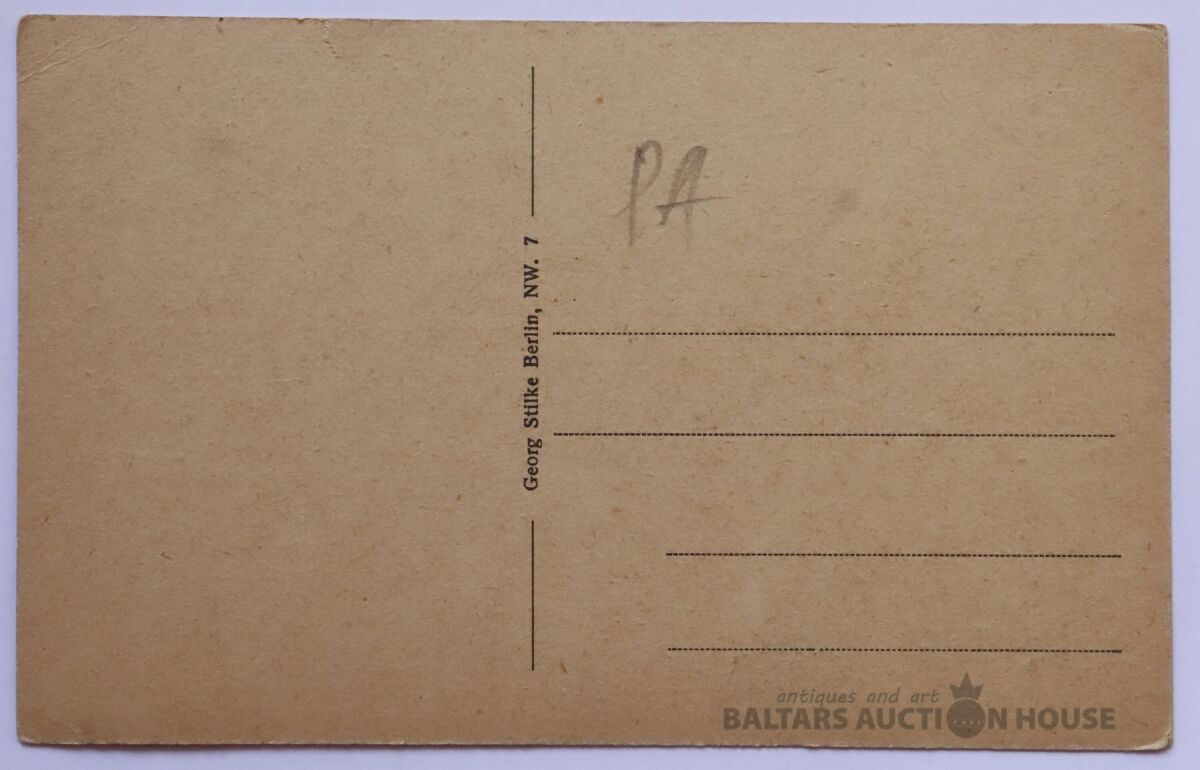 PA
Georg Stilke Berlin, NW. 7
antiques and art
BALTARS AUCTION HOUSE